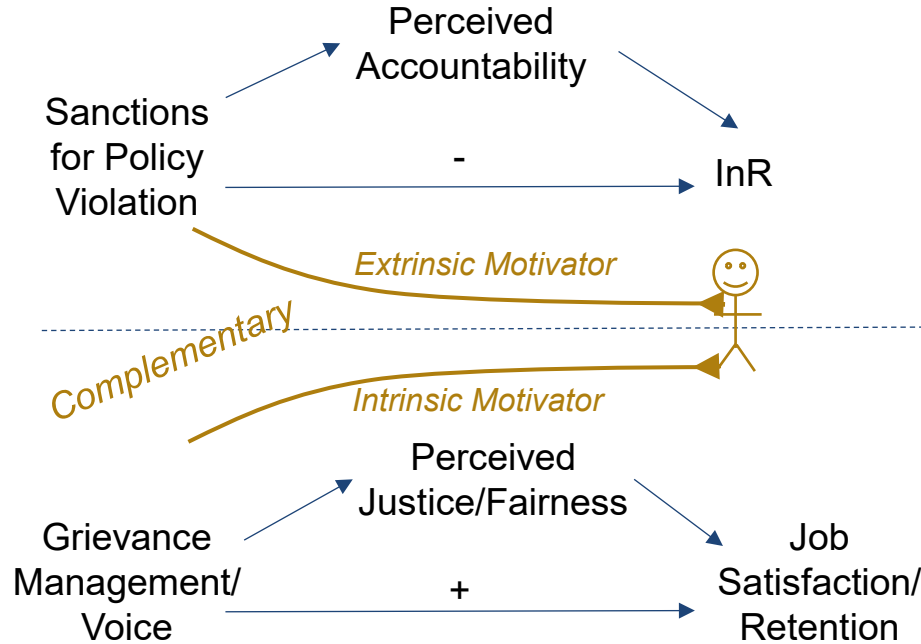 Perceived
Accountability
Sanctions
for Policy
Violation
-
InR
Extrinsic Motivator
Complementary
Intrinsic Motivator
Perceived
Justice/Fairness
Grievance
Management/
Voice
+
Job
Satisfaction/
Retention